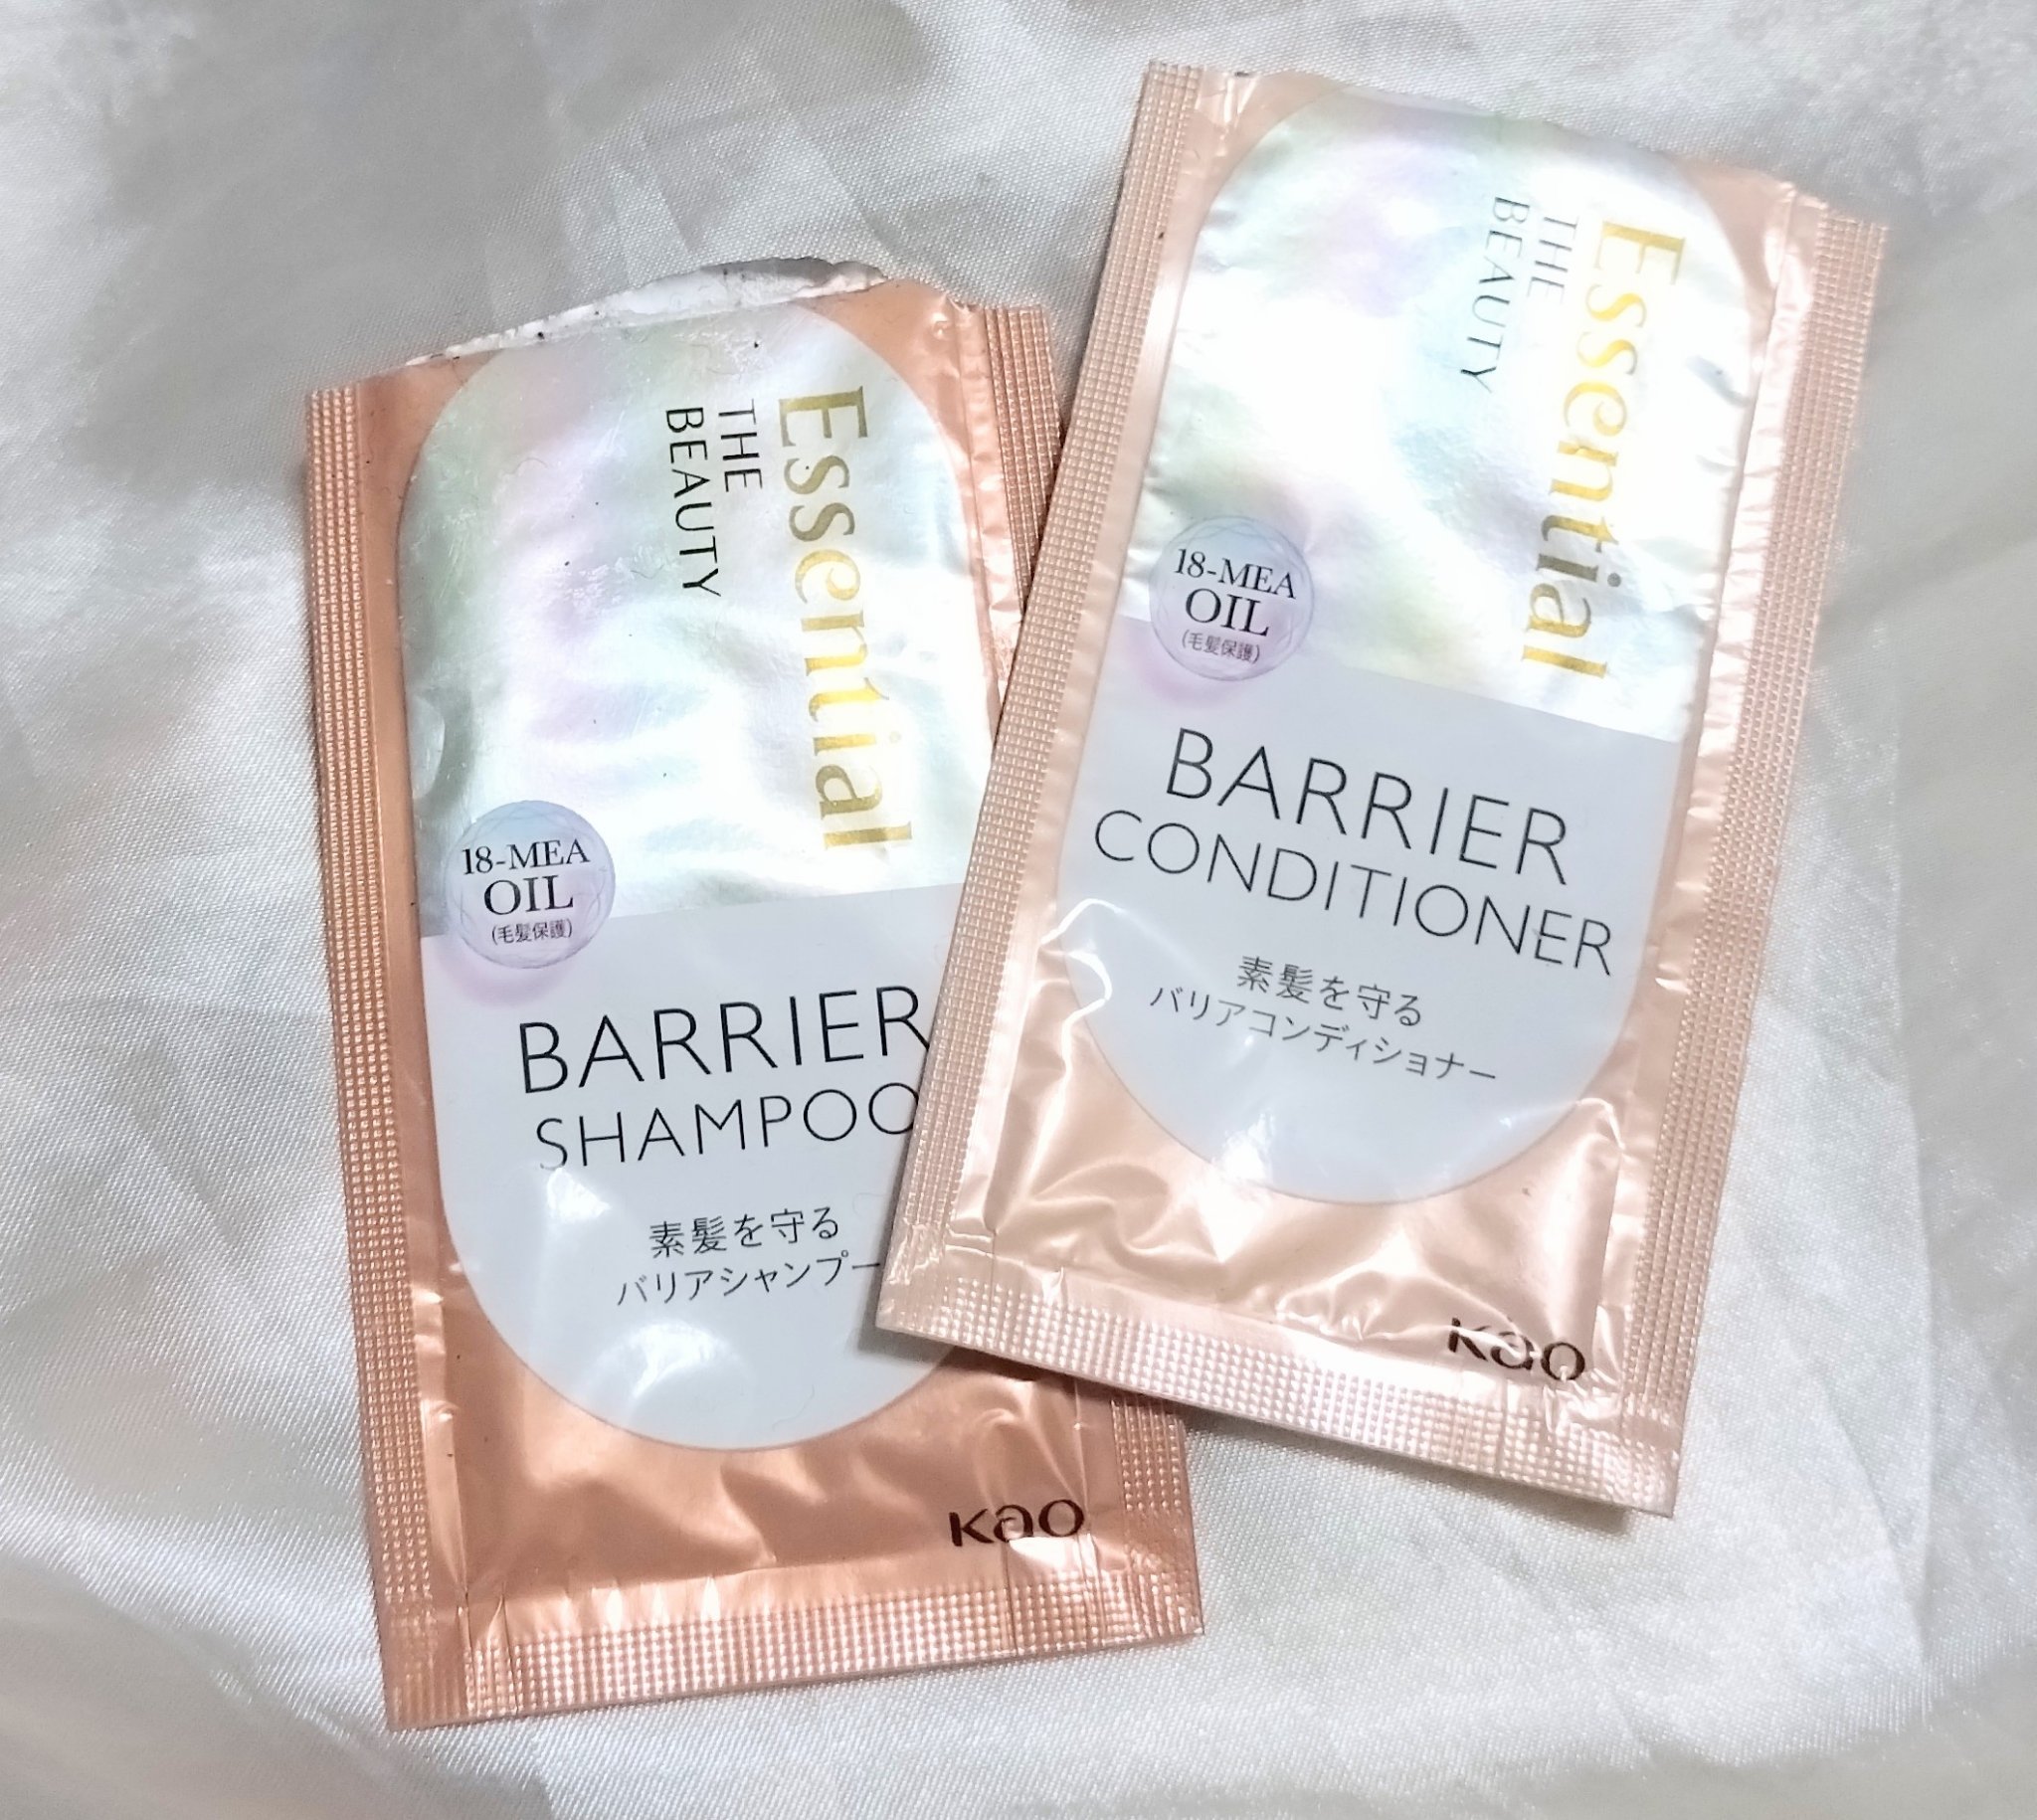 Essential
THE
BEAUTY
18-MEA
OIL
(毛髪保護)
BARRIER
SHAMPOO
素髪を守る
バリアシャンプー
Kao
Essential
THE
BEAUTY
18-MEA
OIL
(毛髪保護)
BARRIER
CONDITIONER
素髪を守る
バリアコンディショナー
Kao